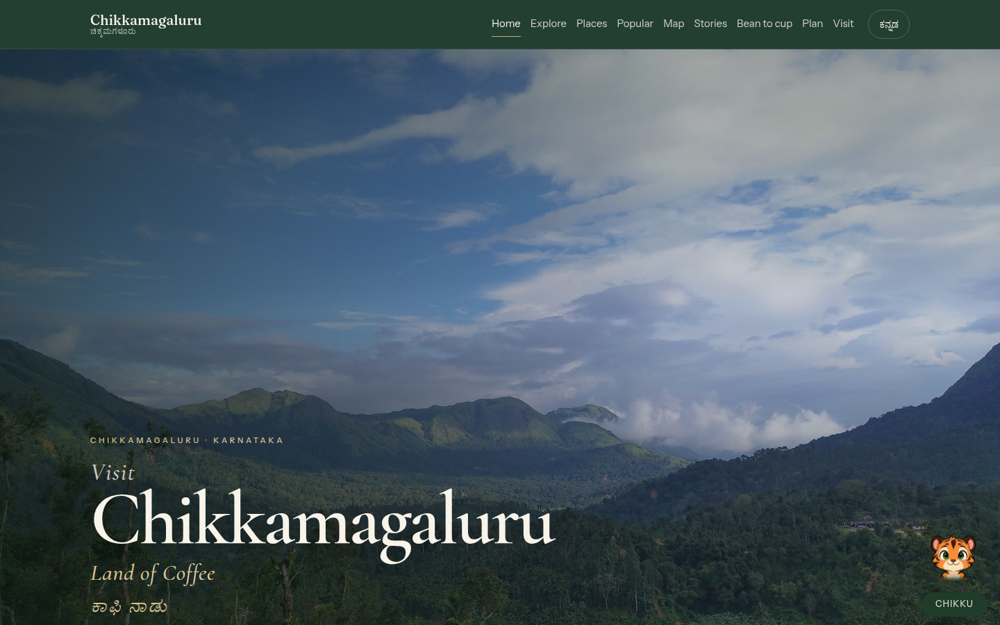 Chikkamagaluru
ಚಿಕ್ಕಮಗಳೂರು
Home Explore Places Popular Map Stories Bean to cup Plan Visit ಕನ್ನಡ
CHIKKAMAGALURU · KARNATAKA
Visit
Chikkamagaluru
Land of Coffee
ಕಾಫಿ ನಾಡು
CHIKKU